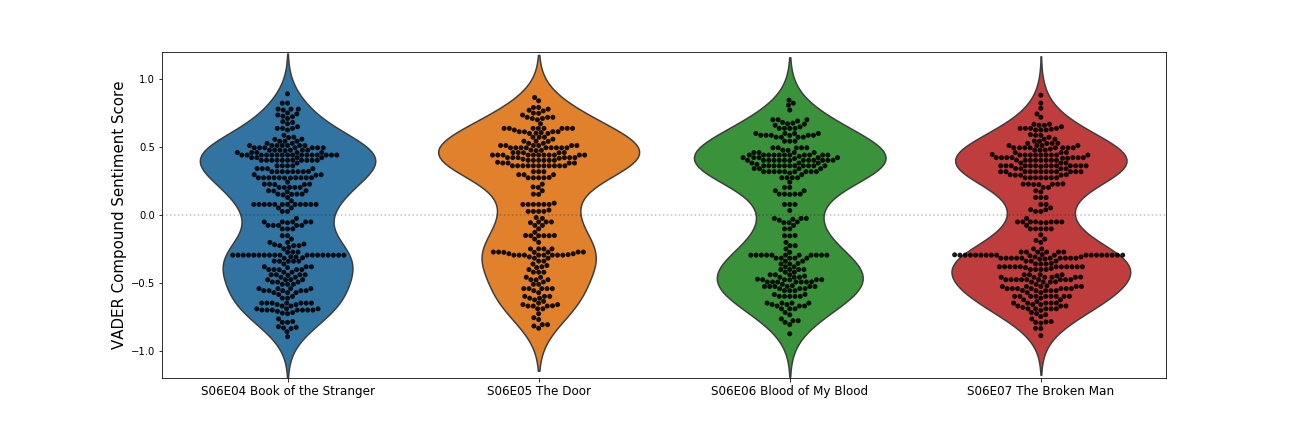 VADER Compound Sentiment Score
1.0
0.5
0.0
−0.5
−1.0
S06E04 Book of the Stranger
S06E05 The Door
S06E06 Blood of My Blood
S06E07 The Broken Man